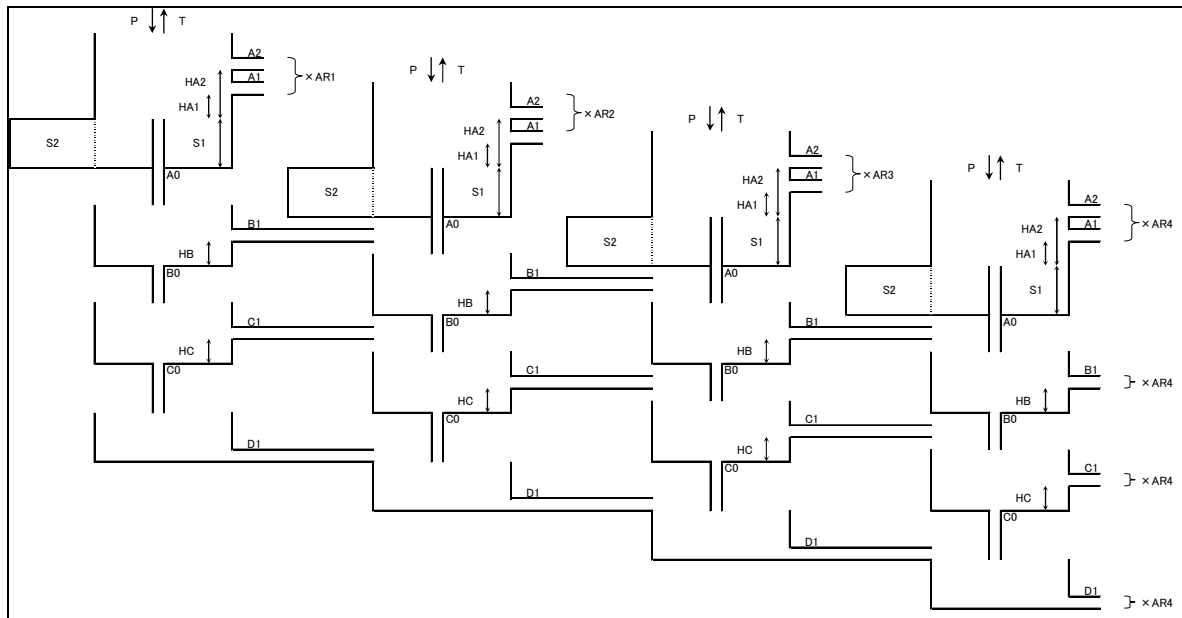 P T
A2
HA2 A1 ×AR1
HA1
S2 S1
A0
B1
HB
B0
C1
HC
C0
D1
P T
A2
HA2 A1 ×AR2
HA1
S2 S1
A0
B1
HB
B0
C1
HC
C0
D1
P T
A2
HA2 A1 ×AR3
HA1
S2 S1
A0
B1
HB
B0
C1
HC
C0
D1
P T
A2
HA2 A1 ×AR4
HA1
S2 S1
A0
B1 ×AR4
HB
B0
C1 ×AR4
HC
C0
D1 ×AR4